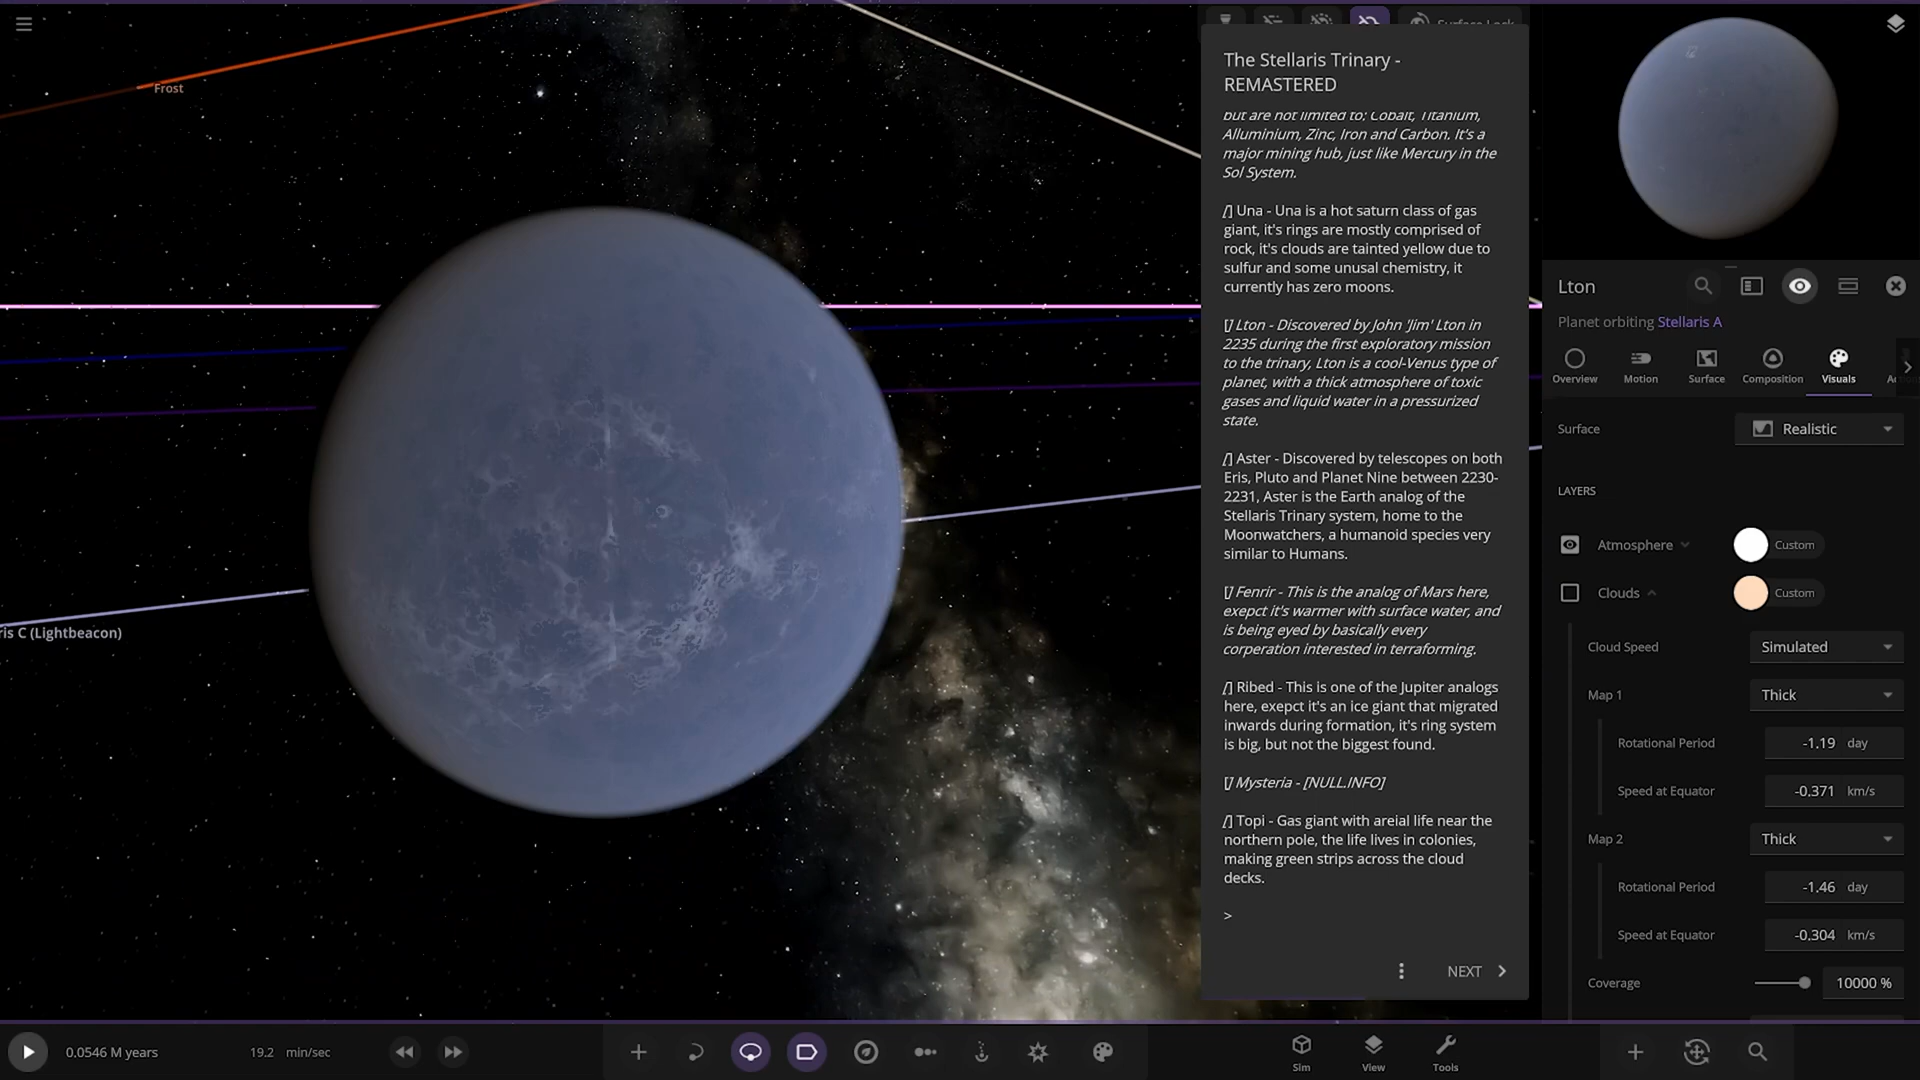 Frost
ris C (Lightbeacon)
Surface Lock
The Stellaris Trinary -
REMASTERED
but are not limited to; Cobalt, Titanium,
Alluminium, Zinc, Iron and Carbon. It's a
major mining hub, just like Mercury in the
Sol System.
[/] Una - Una is a hot saturn class of gas
giant, it's rings are mostly comprised of
rock, it's clouds are tainted yellow due to
sulfur and some unusual chemistry, it
currently has zero moons.
[/] Lton - Discovered by John 'Jim' Lton in
2235 during the first exploratory mission
to the trinary, Lton is a cool-Venus type of
planet, with a thick atmosphere of toxic
gases and liquid water in a pressurized
state.
[/] Aster - Discovered by telescopes on both
Eris, Pluto and Planet Nine between 2230-
2231, Aster is the Earth analog of the
Stellaris Trinary system, home to the
Moonwatchers, a humanoid species very
similar to Humans.
[/] Fenrir - This is the analog of Mars here,
exepct it's warmer with surface water, and
is being eyed by basically every
corperation interested in terraforming.
[/] Ribed - This is one of the Jupiter analogs
here, exepct it's an ice giant that migrated
inwards during formation, it's ring system
is big, but not the biggest found.
[/] Mysteria - [NULL.INFO]
[/] Topi - Gas giant with areial life near the
northern pole, the life lives in colonies,
making green strips across the cloud
decks.
>
NEXT
Lton
Planet orbiting Stellaris A
Overview
Motion
Surface
Composition
Visuals
Surface
Realistic
LAYERS
Atmosphere
Custom
Clouds
Custom
Cloud Speed
Simulated
Map 1
Thick
Rotational Period
-1.19 day
Speed at Equator
-0.371 km/s
Map 2
Thick
Rotational Period
-1.46 day
Speed at Equator
-0.304 km/s
Coverage
10000 %
0.0546 M years
19.2 min/sec
Sim
View
Tools